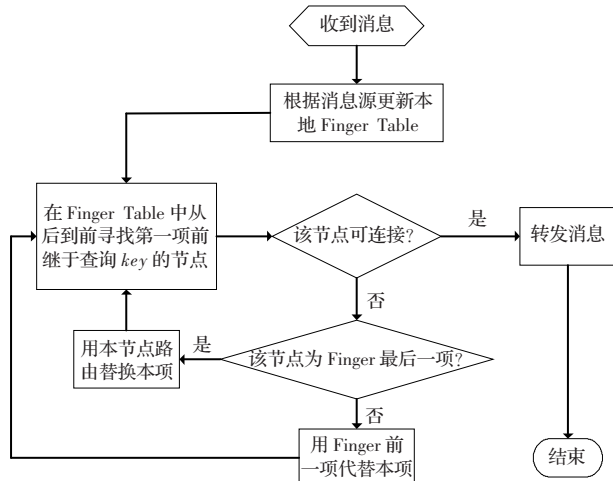 收到消息
根据消息源更新本
地 Finger Table
在 Finger Table 中从
后到前寻找第一项前
继于查询 key 的节点
该节点可连接？
是
转发消息
否
用本节点路
由替换本项
是
该节点为 Finger 最后一项？
否
用 Finger 前
一项代替本项
结束